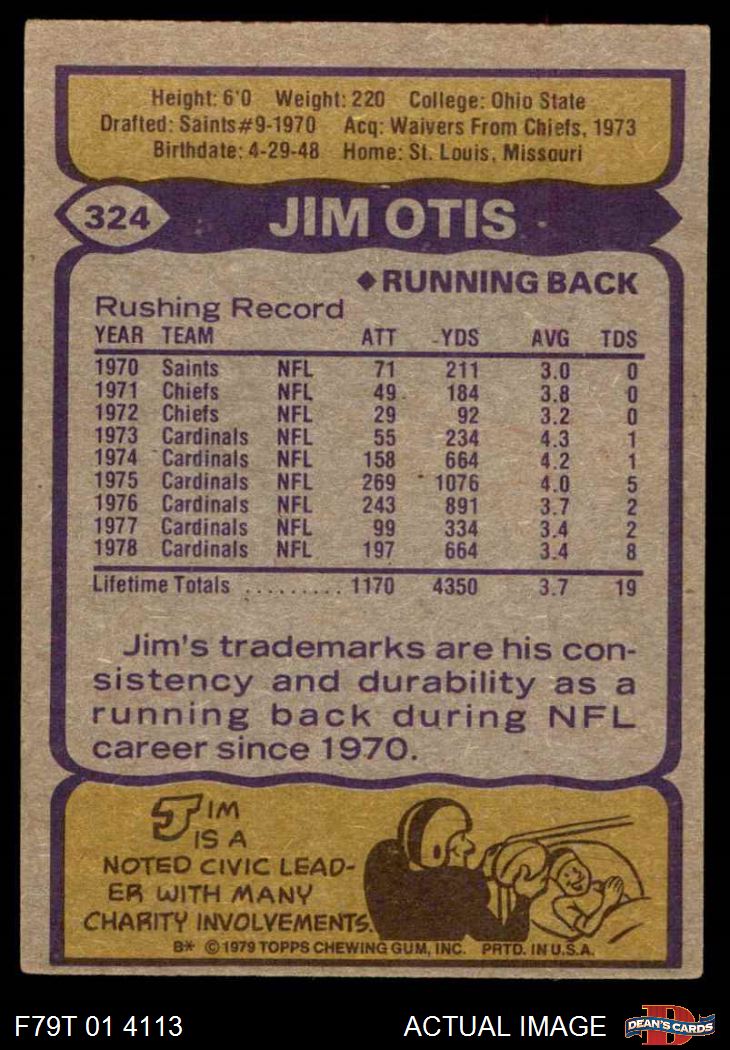 Height: 6'0 Weight: 220 College: Ohio State
Drafted: Saints#9-1970 Acq: Waivers From Chiefs, 1973
Birthdate: 4-29-48 Home: St. Louis, Missouri
324 JIM OTIS
◆RUNNING BACK
Rushing Record
YEAR TEAM ATT YDS AVG TDS
1970 Saints NFL 71 211 3.0 0
1971 Chiefs NFL 49 184 3.8 0
1972 Chiefs NFL 29 92 3.2 0
1973 Cardinals NFL 55 234 4.3 1
1974 Cardinals NFL 158 664 4.2 1
1975 Cardinals NFL 269 1076 4.0 5
1976 Cardinals NFL 243 891 3.7 2
1977 Cardinals NFL 99 334 3.4 2
1978 Cardinals NFL 197 664 3.4 8
Lifetime Totals ......... 1170 4350 3.7 19
Jim's trademarks are his con-
sistency and durability as a
running back during NFL
career since 1970.
JIM
IS A
NOTED CIVIC LEAD-
ER WITH MANY
CHARITY INVOLVEMENTS.
B* © 1979 TOPPS CHEWING GUM, INC. PRTD. IN U.S.A.
F79T 01 4113 ACTUAL IMAGE D DEAN'S CARDS